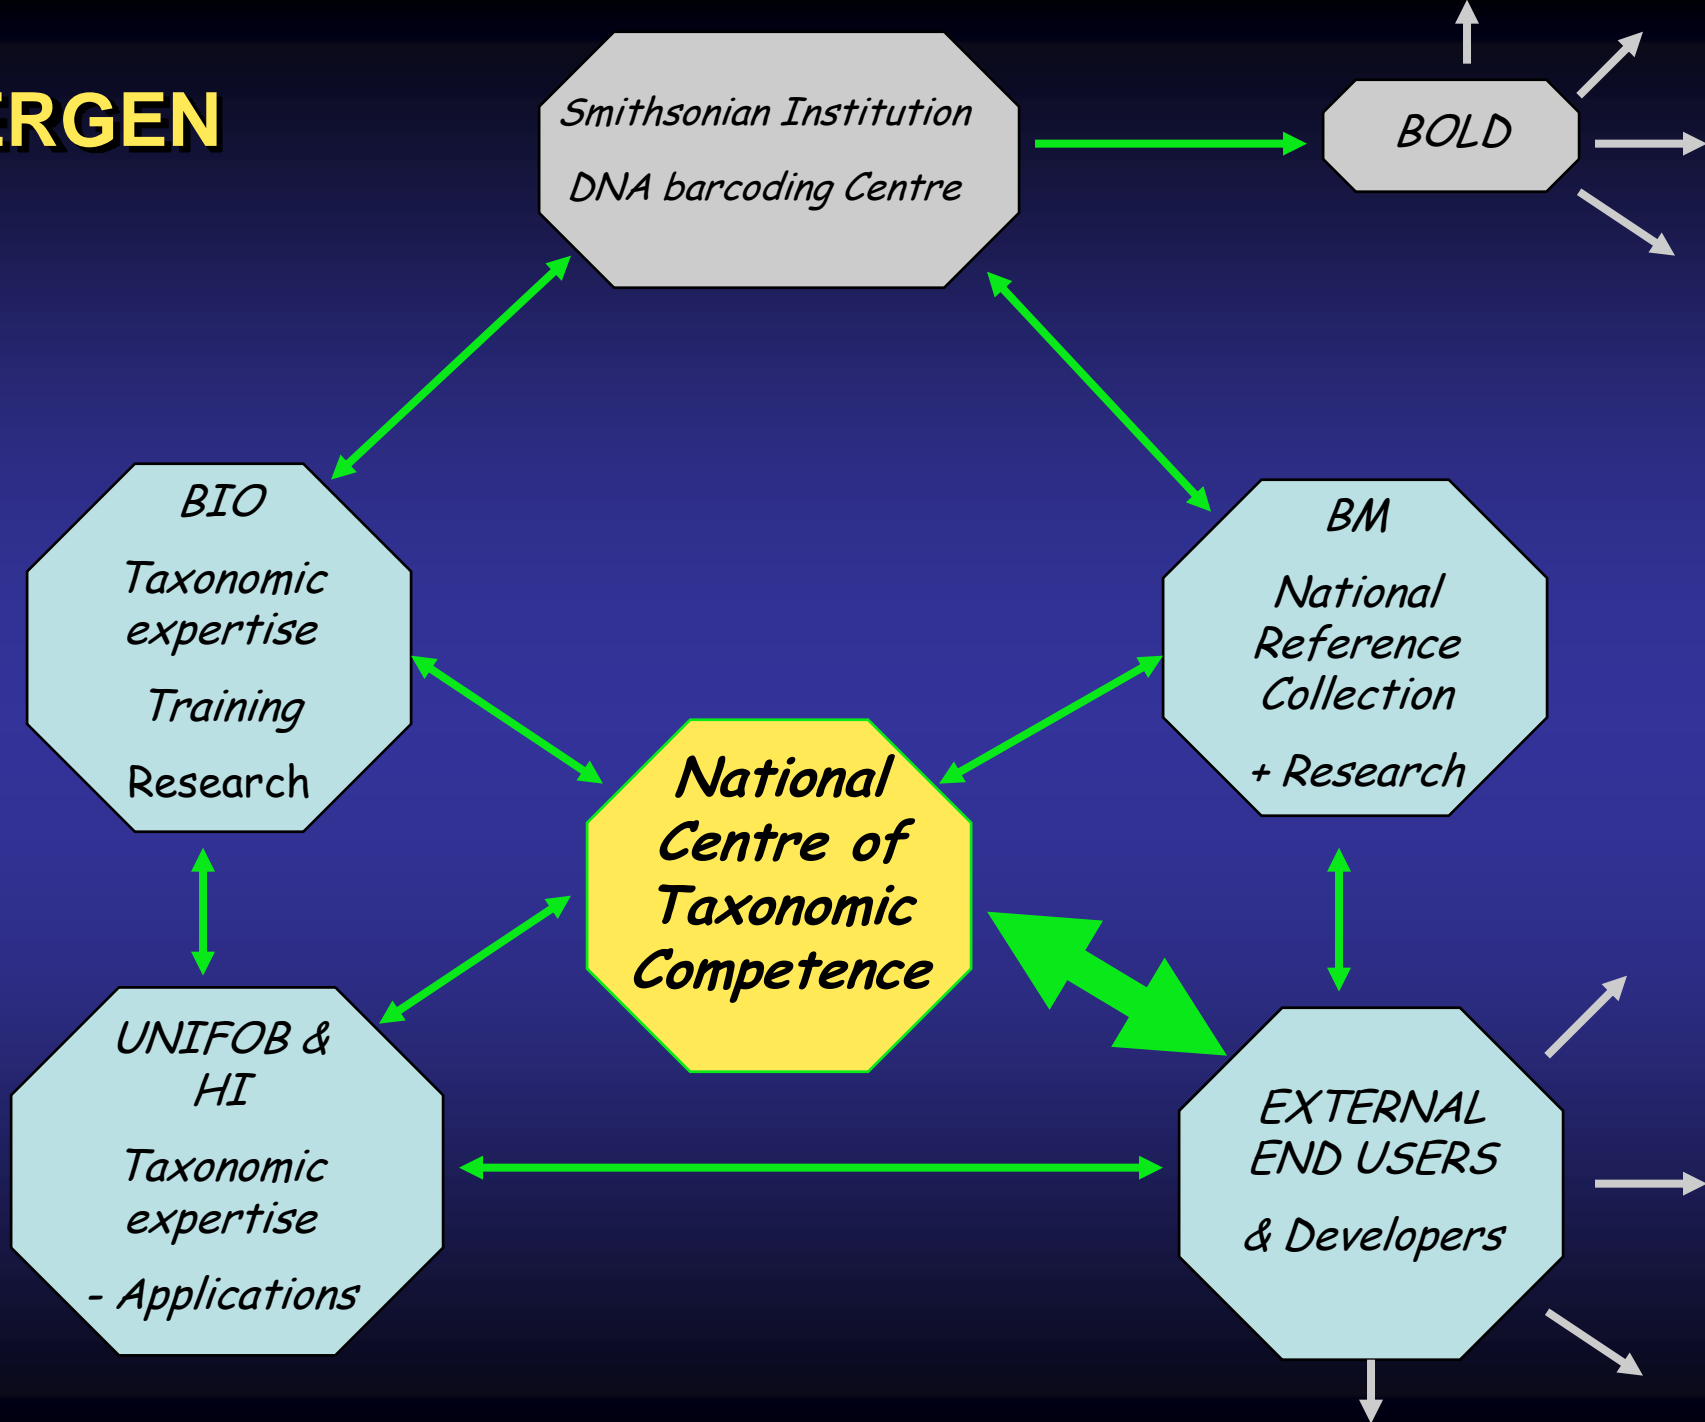 ERGEN
Smithsonian Institution
DNA barcoding Centre
BOLD
BIO
Taxonomic
expertise
Training
Research
BM
National
Reference
Collection
+ Research
National
Centre of
Taxonomic
Competence
UNIFOB &
HI
Taxonomic
expertise
- Applications
EXTERNAL
END USERS
& Developers